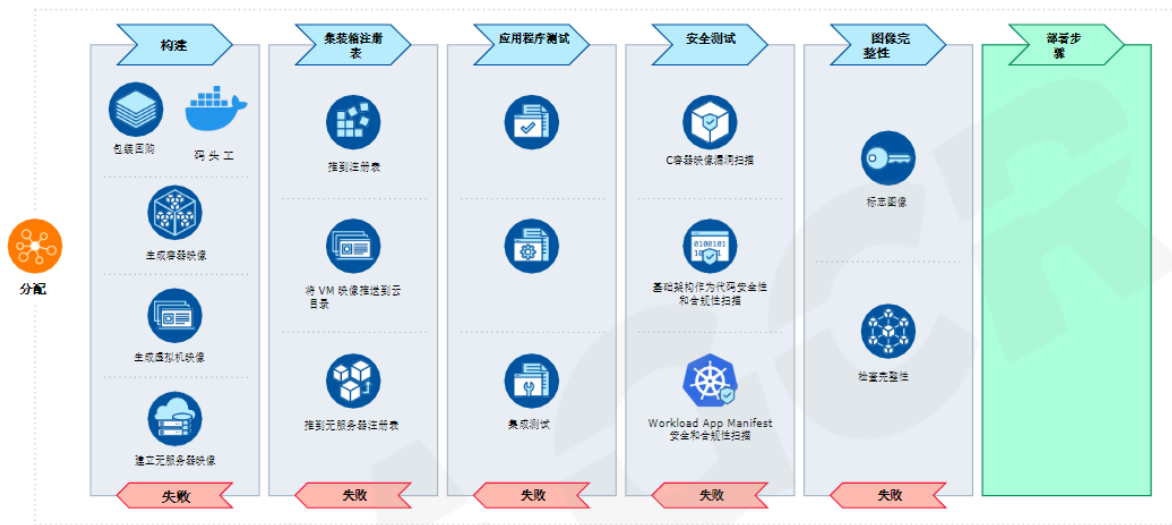 分配
构建
包装回购
码头工
生成容器映像
生成虚拟机映像
建立无服务器映像
失败
集装箱注册
表
推到注册表
将 VM 映像推送到云
目录
推到无服务器注册表
失败
应用程序测试
集成测试
失败
安全测试
C容器映像漏洞扫描
0100101
基础架构作为代码安全性
和合规性扫描
Workload App Manifest
安全和合规性扫描
失败
图像完
整性
标志图像
检查完整性
失败
部署步
骤